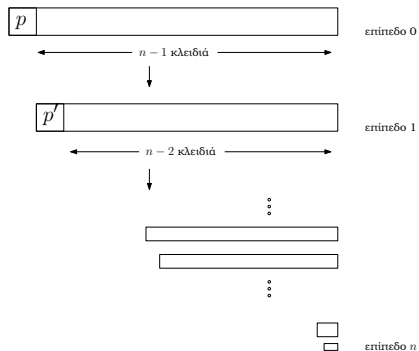 p
επίπεδο 0
n − 1 κλειδιά
p′
επίπεδο 1
n − 2 κλειδιά
επίπεδο n